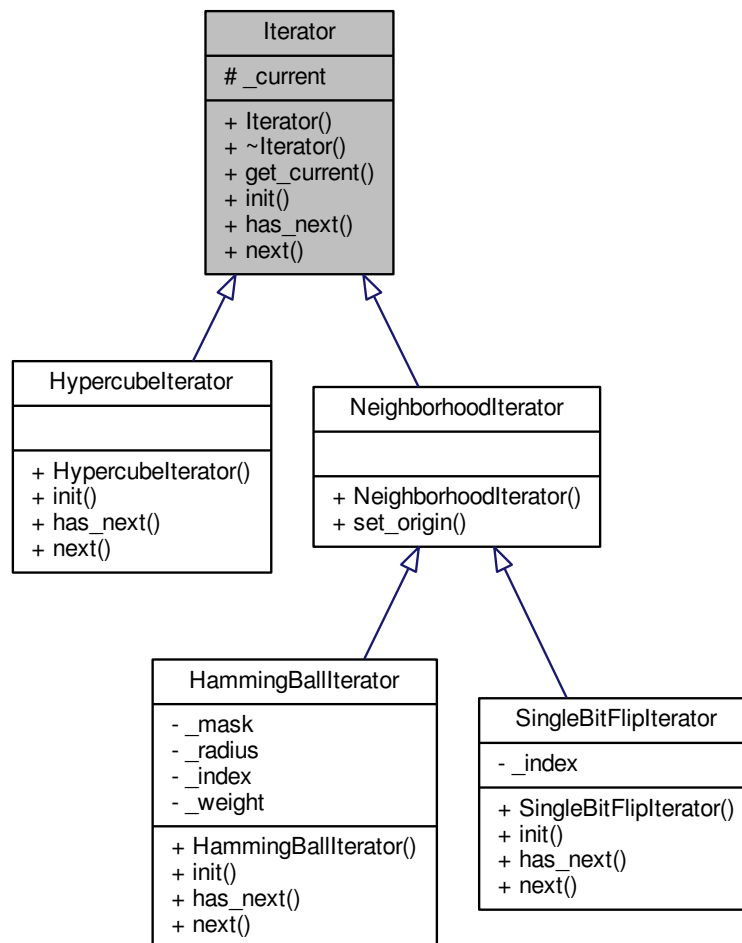 Iterator
# _current
+ Iterator()
+ ~Iterator()
+ get_current()
+ init()
+ has_next()
+ next()
HypercubeIterator
+ HypercubeIterator()
+ init()
+ has_next()
+ next()
NeighborhoodIterator
+ NeighborhoodIterator()
+ set_origin()
HammingBallIterator
- _mask
- _radius
- _index
- _weight
+ HammingBallIterator()
+ init()
+ has_next()
+ next()
SingleBitFlipIterator
- _index
+ SingleBitFlipIterator()
+ init()
+ has_next()
+ next()